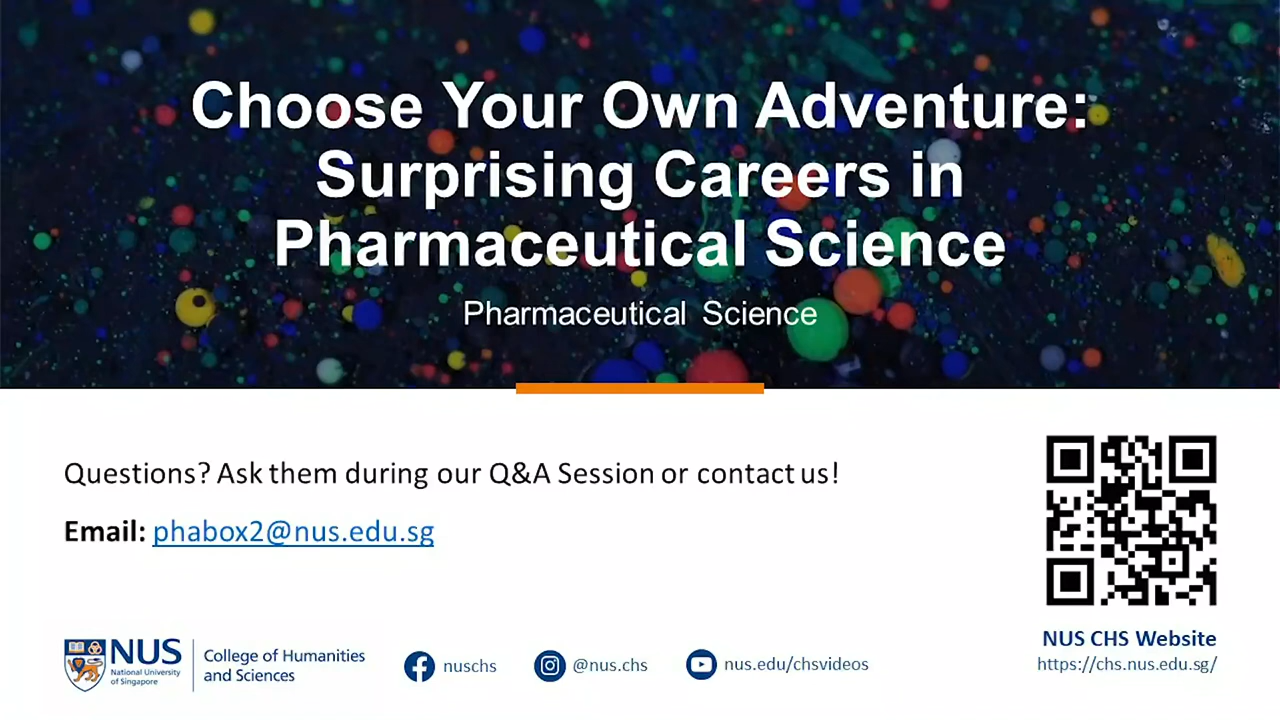 Choose Your Own Adventure:
Surprising Careers in
Pharmaceutical Science
Pharmaceutical Science
Questions? Ask them during our Q&A Session or contact us!
Email: phabox2@nus.edu.sg
NUS
National University
of Singapore
College of Humanities
and Sciences
nuschs
@nus.chs
nus.edu/chsvideos
NUS CHS Website
https://chs.nus.edu.sg/